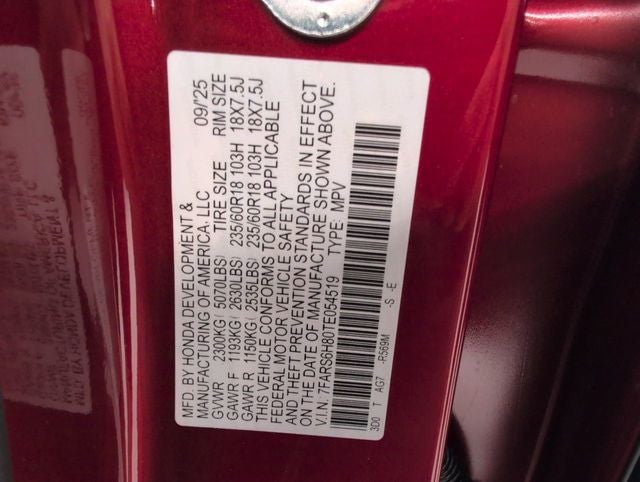 MFD. BY HONDA DEVELOPMENT &
MANUFACTURING OF AMERICA, LLC 09/'25
GVWR 2300KG( 5070LBS) TIRE SIZE RIM SIZE
GAWR F 1193KG( 2630LBS) 235/60R18 103H 18X7.5J
GAWR R 1150KG( 2535LBS) 235/60R18 103H 18X7.5J
THIS VEHICLE CONFORMS TO ALL APPLICABLE
FEDERAL MOTOR VEHICLE SAFETY
AND THEFT PREVENTION STANDARDS IN EFFECT
ON THE DATE OF MANUFACTURE SHOWN ABOVE.
V.I.N. 7FARS6H80TE054519 TYPE: MPV
3D0 T AG7 -R569M -S -E